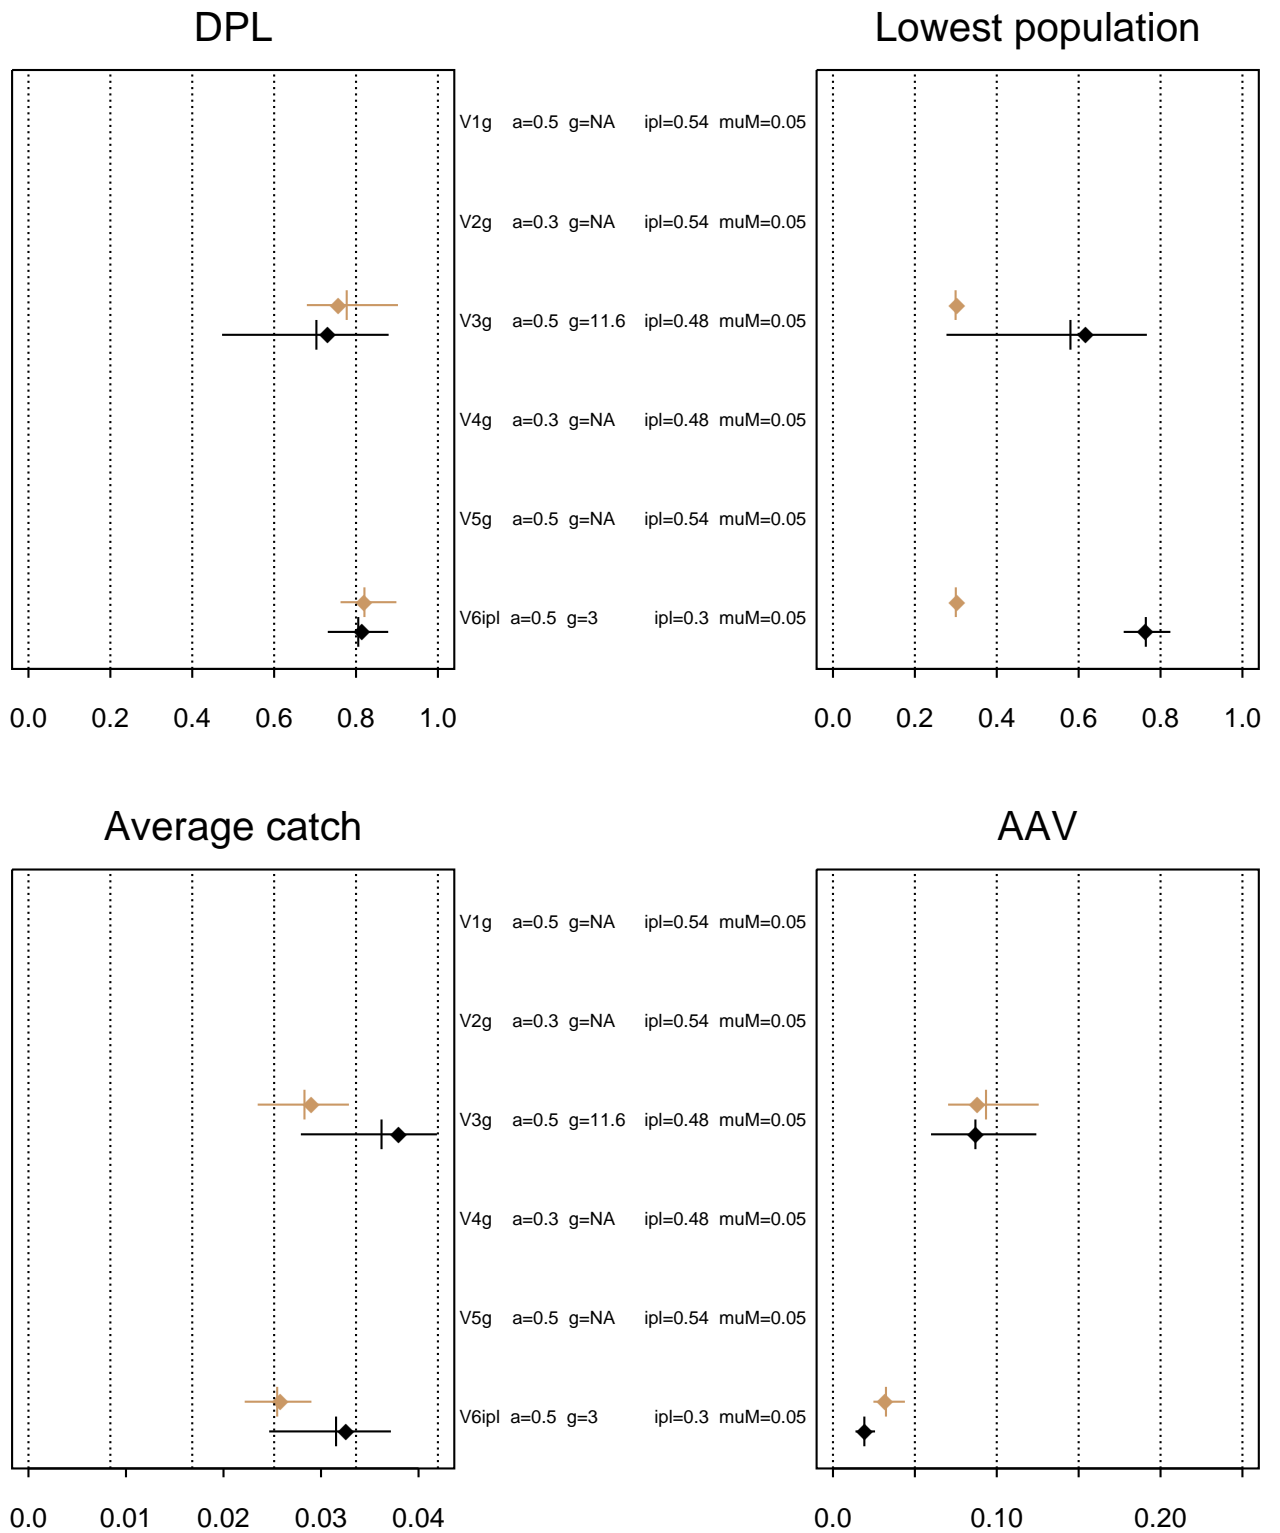 DPL
Lowest population
V1g a=0.5 g=NA ipl=0.54 muM=0.05
V2g a=0.3 g=NA ipl=0.54 muM=0.05
V3g a=0.5 g=11.6 ipl=0.48 muM=0.05
V4g a=0.3 g=NA ipl=0.48 muM=0.05
V5g a=0.5 g=NA ipl=0.54 muM=0.05
V6ipl a=0.5 g=3 ipl=0.3 muM=0.05
0.0 0.2 0.4 0.6 0.8 1.0
0.0 0.2 0.4 0.6 0.8 1.0
Average catch
AAV
V1g a=0.5 g=NA ipl=0.54 muM=0.05
V2g a=0.3 g=NA ipl=0.54 muM=0.05
V3g a=0.5 g=11.6 ipl=0.48 muM=0.05
V4g a=0.3 g=NA ipl=0.48 muM=0.05
V5g a=0.5 g=NA ipl=0.54 muM=0.05
V6ipl a=0.5 g=3 ipl=0.3 muM=0.05
0.0 0.01 0.02 0.03 0.04
0.0 0.10 0.20